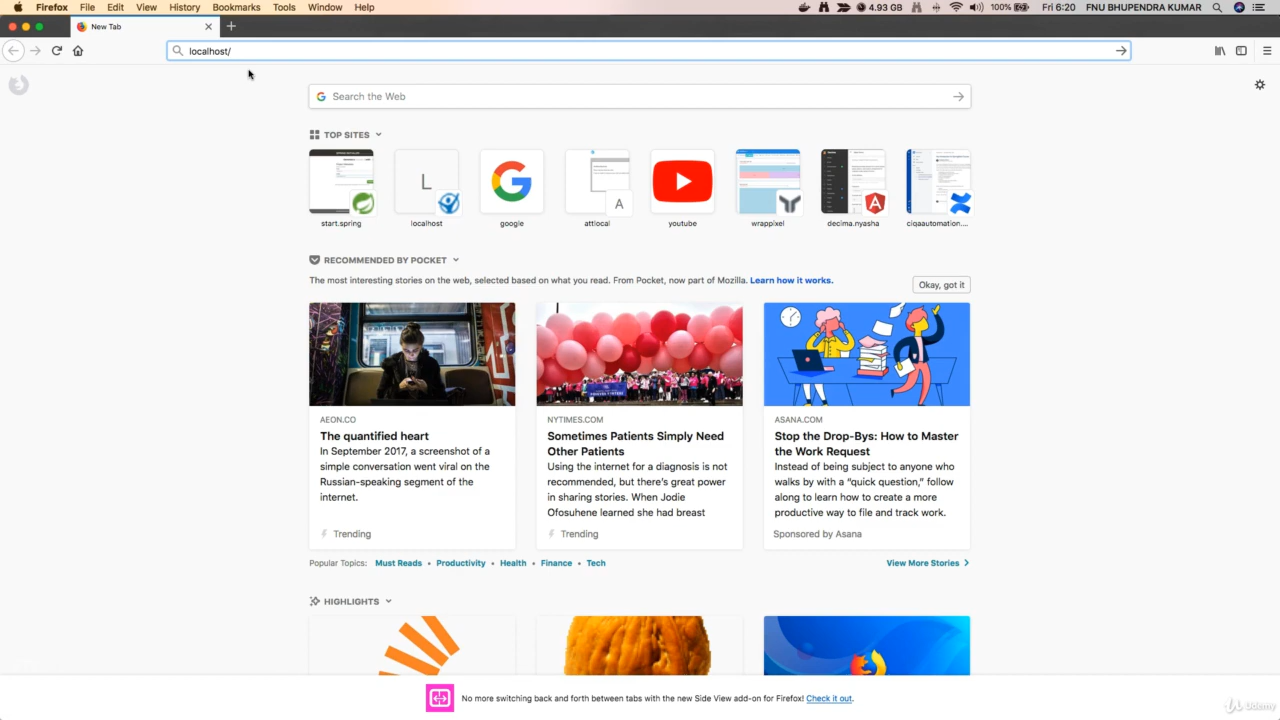 Firefox File Edit View History Bookmarks Tools Window Help 4.93 GB 100% Fri 6:20 FNU BHUPENDRA KUMAR
New Tab
localhost/
Search the Web
TOP SITES
L
A
start.spring localhost google attlocal youtube wrappixel decima.nyasha ciqaautomation....
RECOMMENDED BY POCKET
The most interesting stories on the web, selected based on what you read. From Pocket, now part of Mozilla. Learn how it works.
Okay, got it
AEON.CO
The quantified heart
In September 2017, a screenshot of a
simple conversation went viral on the
Russian-speaking segment of the
internet.
Trending
NYTIMES.COM
Sometimes Patients Simply Need
Other Patients
Using the internet for a diagnosis is not
recommended, but there's great power
in sharing stories. When Jodie
Ofosuhene learned she had breast
Trending
ASANA.COM
Stop the Drop-Bys: How to Master
the Work Request
Instead of being subject to anyone who
walks by with a “quick question,” follow
along to learn how to create a more
productive way to file and track work.
Sponsored by Asana
Popular Topics: Must Reads • Productivity • Health • Finance • Tech
View More Stories
HIGHLIGHTS
No more switching back and forth between tabs with the new Side View add-on for Firefox! Check it out.
Udemy